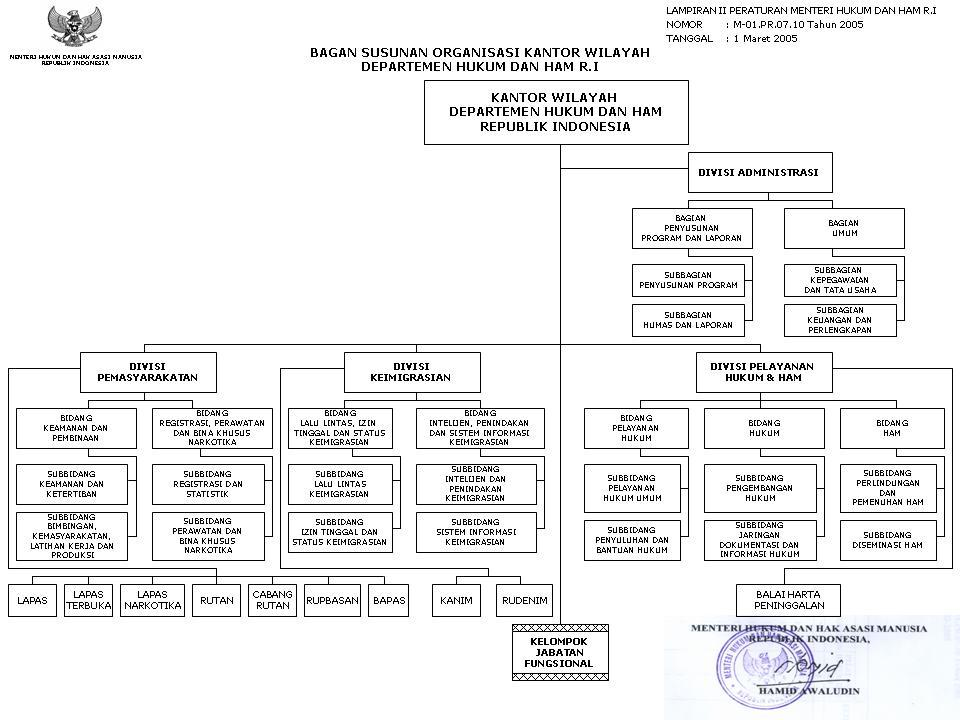 LAMPIRAN II PERATURAN MENTERI HUKUM DAN HAM R.I
NOMOR : M-01.PR.07.10 Tahun 2005
TANGGAL : 1 Maret 2005
MENTERI HUKUN DAN HAK ASASI MANUSIA
REPUBLIK INDONESIA
BAGAN SUSUNAN ORGANISASI KANTOR WILAYAH
DEPARTEMEN HUKUM DAN HAM R.I
KANTOR WILAYAH
DEPARTEMEN HUKUM DAN HAM
REPUBLIK INDONESIA
DIVISI ADMINISTRASI
BAGIAN
PENYUSUNAN
PROGRAM DAN LAPORAN
BAGIAN
UMUM
SUBBAGIAN
PENYUSUNAN PROGRAM
SUBBAGIAN
KEPEGAWAIAN
DAN TATA USAHA
SUBBAGIAN
HUMAS DAN LAPORAN
SUBBAGIAN
KEUANGAN DAN
PERLENGKAPAN
DIVISI
PEMASYARAKATAN
DIVISI
KEIMIGRASIAN
DIVISI PELAYANAN
HUKUM & HAM
BIDANG
KEAMANAN DAN
PEMBINAAN
BIDANG
REGISTRASI, PERAWATAN
DAN BINA KHUSUS
NARKOTIKA
BIDANG
LALU LINTAS, IZIN
TINGGAL DAN STATUS
KEIMIGRASIAN
BIDANG
INTELIJEN, PENINDAKAN
DAN SISTEM INFORMASI
KEIMIGRASIAN
BIDANG
PELAYANAN
HUKUM
BIDANG
HUKUM
BIDANG
HAM
SUBBIDANG
KEAMANAN DAN
KETERTIBAN
SUBBIDANG
REGISTRASI DAN
STATISTIK
SUBBIDANG
LALU LINTAS
KEIMIGRASIAN
SUBBIDANG
INTELIJEN DAN
PENINDAKAN
KEIMIGRASIAN
SUBBIDANG
PELAYANAN
HUKUM UMUM
SUBBIDANG
PENGEMBANGAN
HUKUM
SUBBIDANG
PERLINDUNGAN
DAN
PEMENUHAN HAM
SUBBIDANG
BIMBINGAN,
KEMASYARAKATAN,
LATIHAN KERJA DAN
PRODUKSI
SUBBIDANG
PERAWATAN DAN
BINA KHUSUS
NARKOTIKA
SUBBIDANG
IZIN TINGGAL DAN
STATUS KEIMIGRASIAN
SUBBIDANG
SISTEM INFORMASI
KEIMIGRASIAN
SUBBIDANG
PENYULUHAN DAN
BANTUAN HUKUM
SUBBIDANG
JARINGAN
DOKUMENTASI DAN
INFORMASI HUKUM
SUBBIDANG
DISEMINASI HAM
LAPAS
LAPAS
TERBUKA
LAPAS
NARKOTIKA
RUTAN
CABANG
RUTAN
RUPBASAN
BAPAS
KANIM
RUDENIM
BALAI HARTA
PENINGGALAN
KELOMPOK
JABATAN
FUNGSIONAL
MENTERI HUKUM DAN HAK ASASI MANUSIA
REPUBLIK INDONESIA,
HAMID AWALUDIN